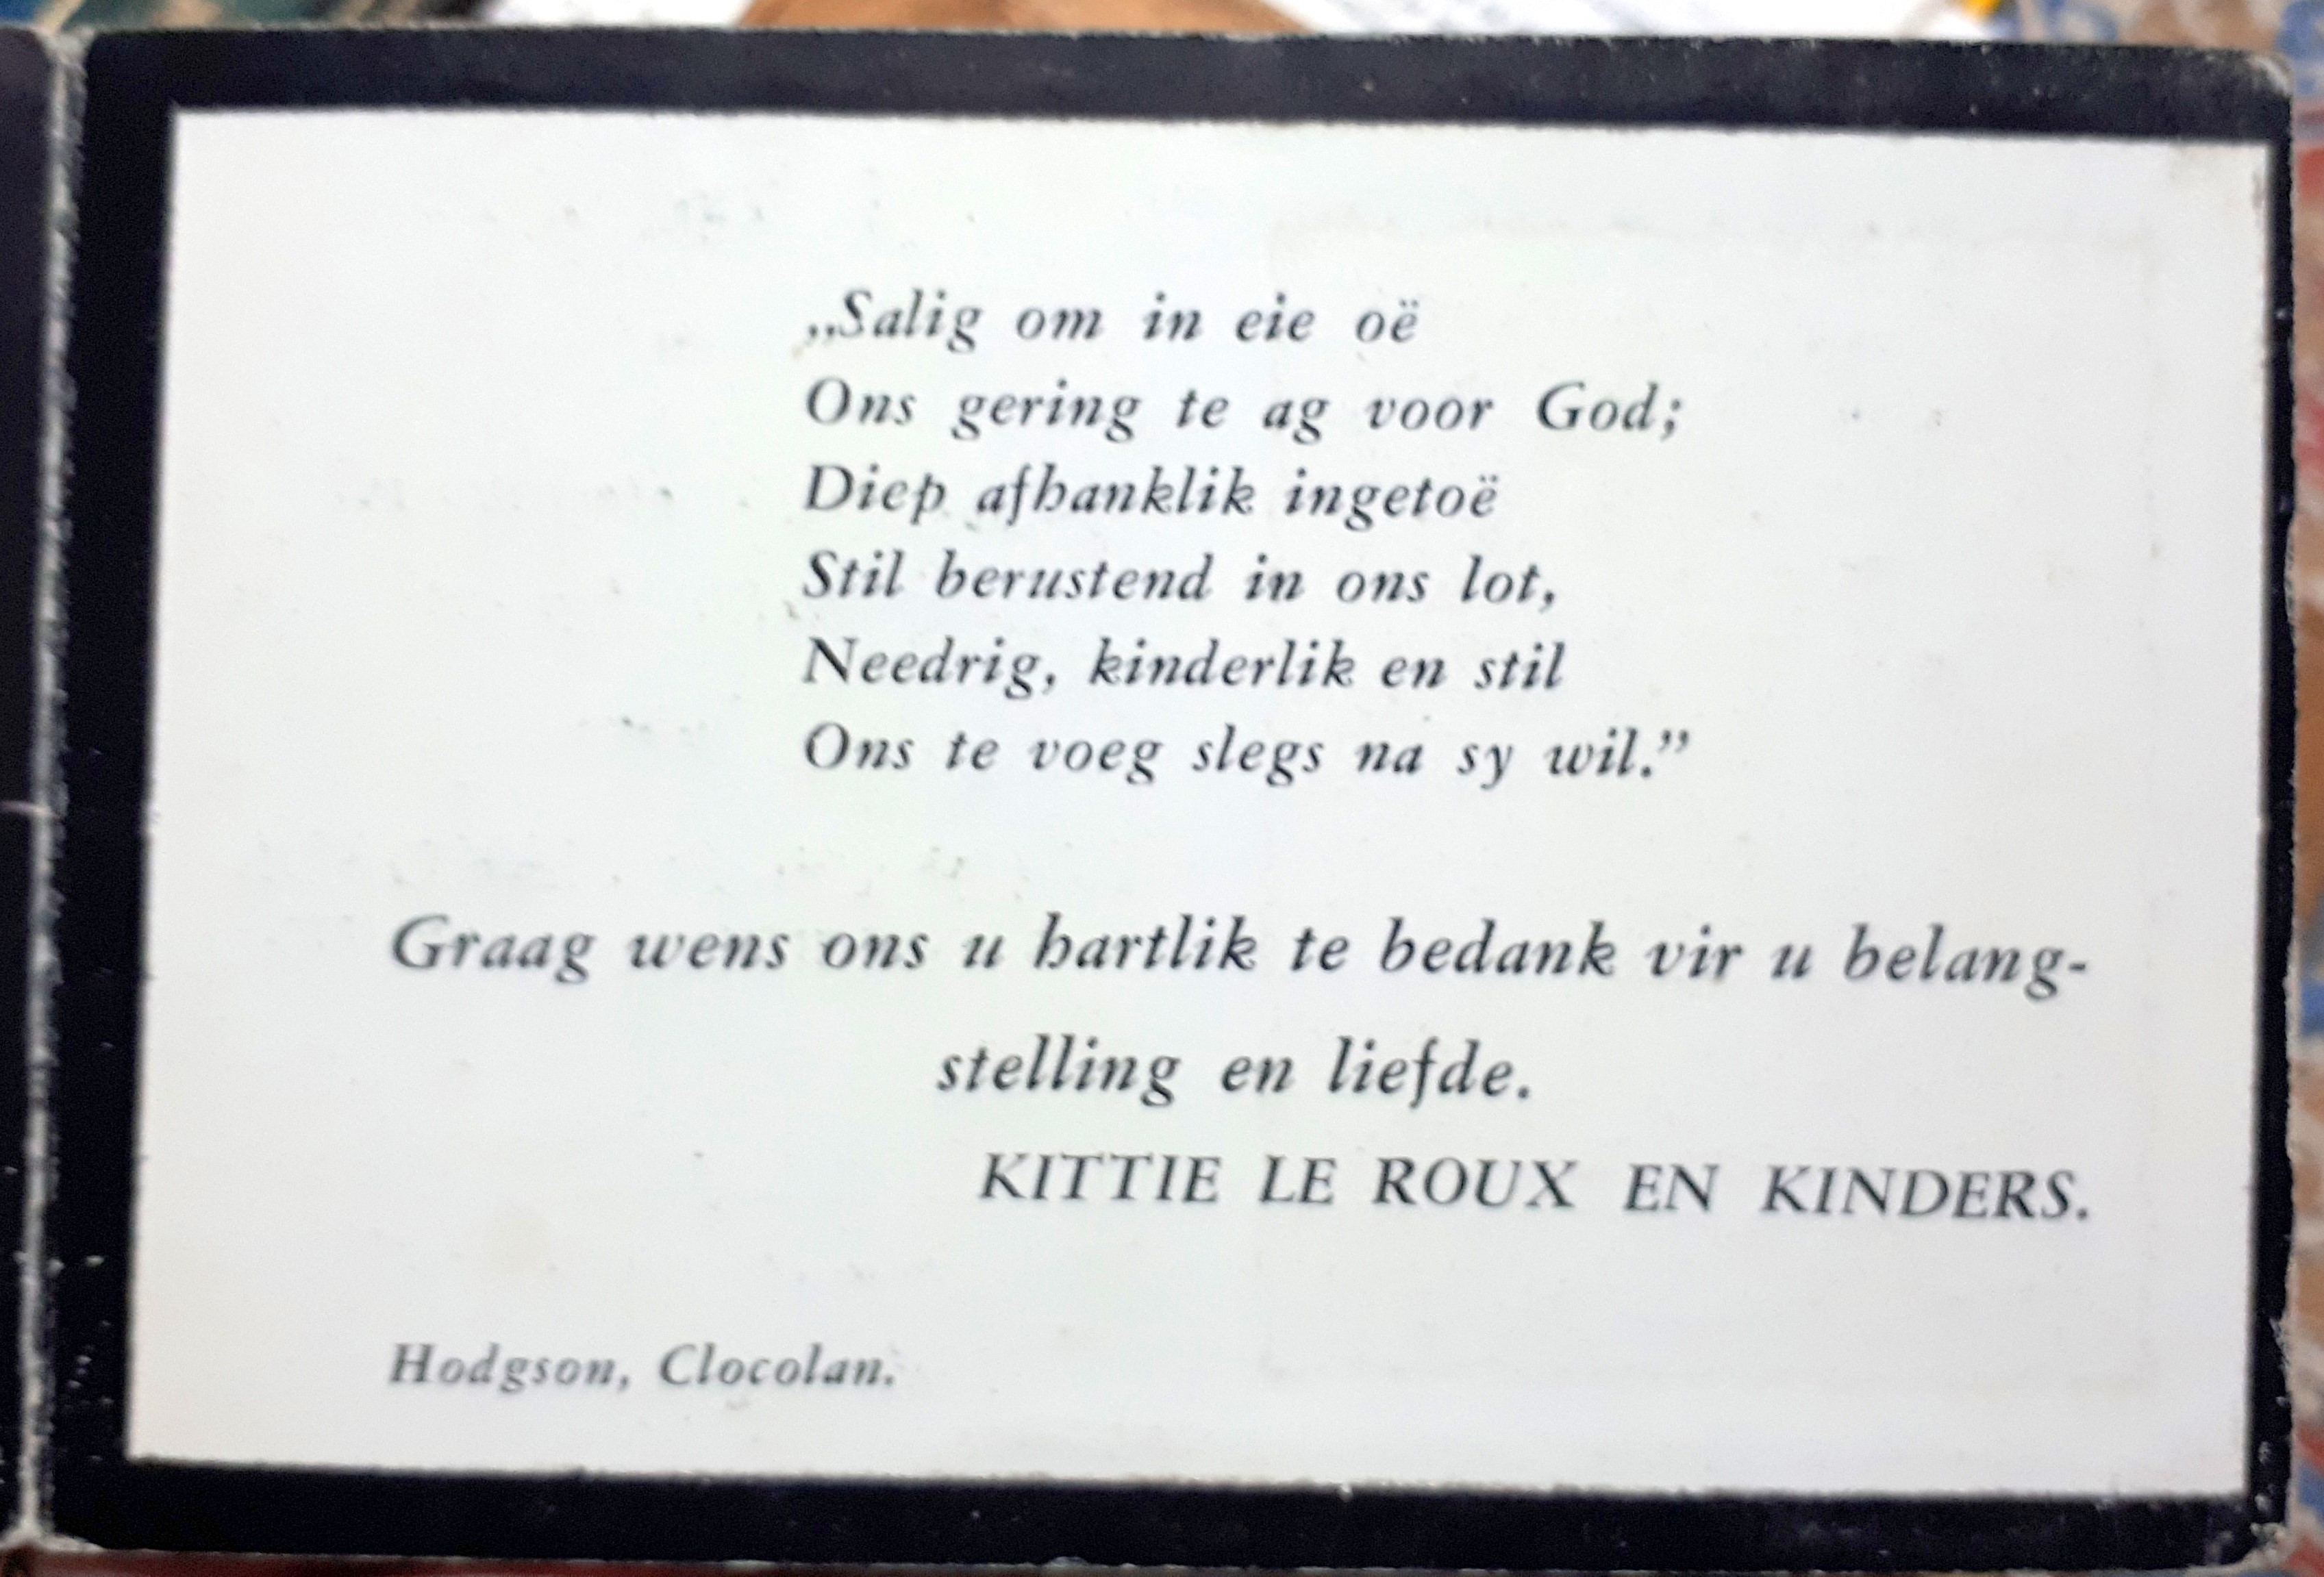 „Salig om in eie oë
Ons gering te ag voor God;
Diep afhanklik ingetoë
Stil berustend in ons lot,
Needrig, kinderlik en stil
Ons te voeg slegs na sy wil.”
Graag wens ons u hartlik te bedank vir u belang-
stelling en liefde.
KITTIE LE ROUX EN KINDERS.
Hodgson, Clocolan.